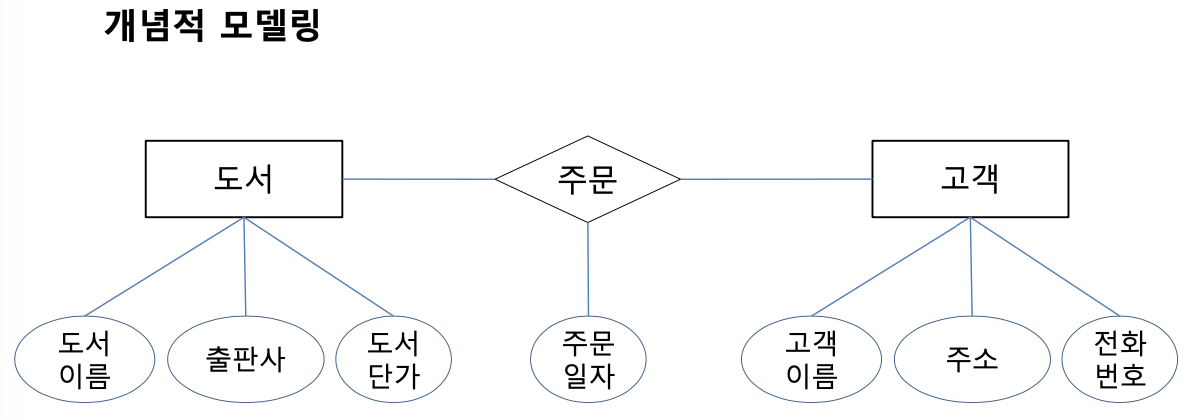 개념적 모델링
도서
주문
고객
도서
이름
출판사
도서
단가
주문
일자
고객
이름
주소
전화
번호